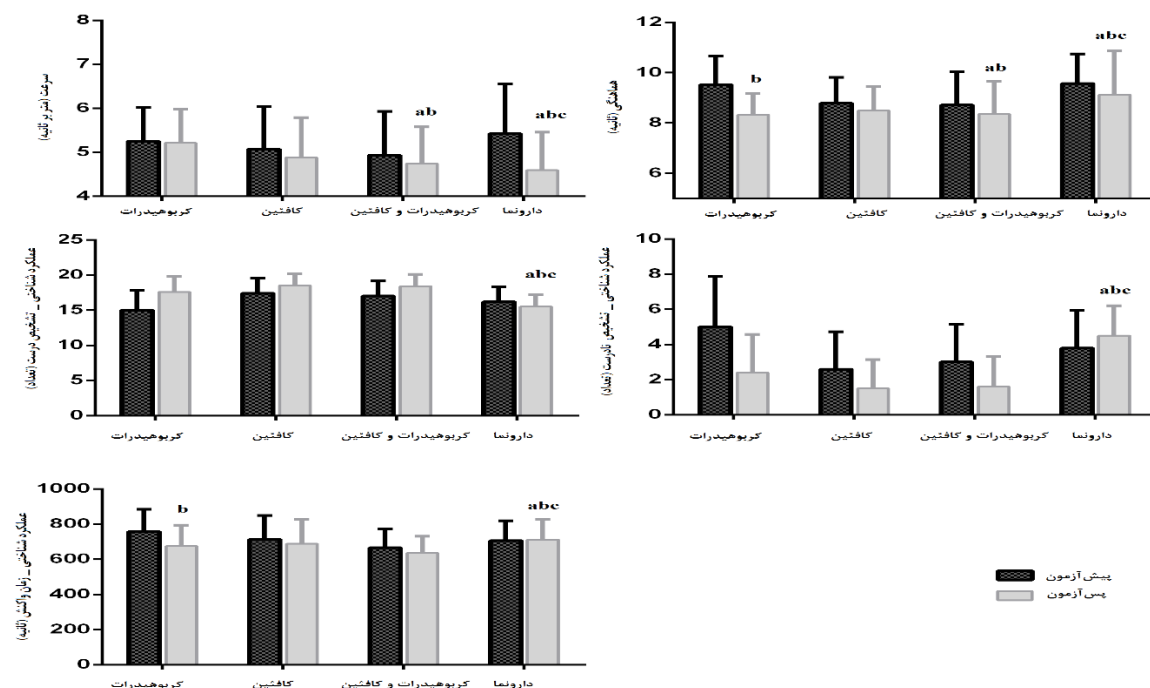 سرعت (متر بر ثانیه)
8
7
6
5
4
ab
abc
کربوهیدرات
کافئین
کربوهیدرات و کافئین
دارونما
هماهنگی (ثانیه)
12
10
8
6
b
ab
abc
کربوهیدرات
کافئین
کربوهیدرات و کافئین
دارونما
عملکرد شناختی _ تشخیص درست (تعداد)
25
20
15
10
5
0
abc
کربوهیدرات
کافئین
کربوهیدرات و کافئین
دارونما
عملکرد شناختی _ تشخیص نادرست (تعداد)
10
8
6
4
2
0
abc
کربوهیدرات
کافئین
کربوهیدرات و کافئین
دارونما
عملکرد شناختی _ زمان واکنش (ثانیه)
1000
800
600
400
200
0
b
abc
کربوهیدرات
کافئین
کربوهیدرات و کافئین
دارونما
پیش‌آزمون
پس‌آزمون